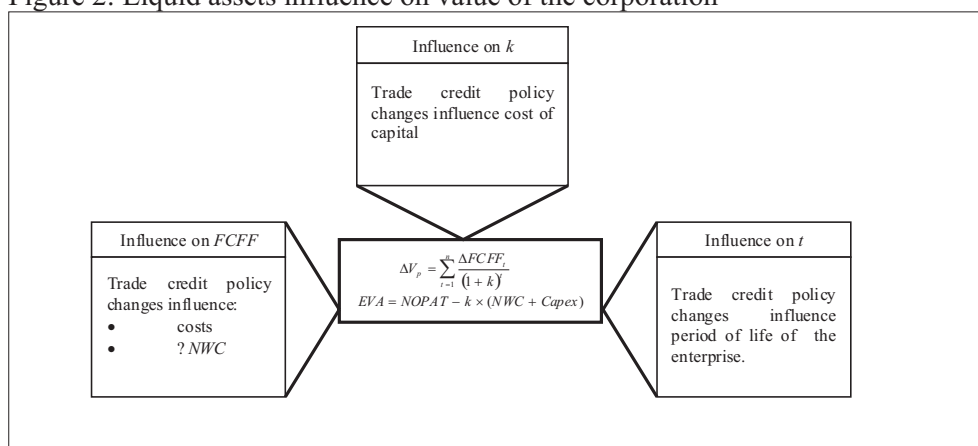 Figure 2: Liquid assets influence on value of the corporation
Influence on k
Trade credit policy
changes influence cost of
capital
Influence on FCFF
Trade credit policy
changes influence:
• costs
• ? NWC
ΔV_p = ∑_{t=1}^{n} ΔFCFF_t / (1 + k)^t
EVA = NOPAT − k × (NWC + Capex)
Influence on t
Trade credit policy
changes influence
period of life of the
enterprise.